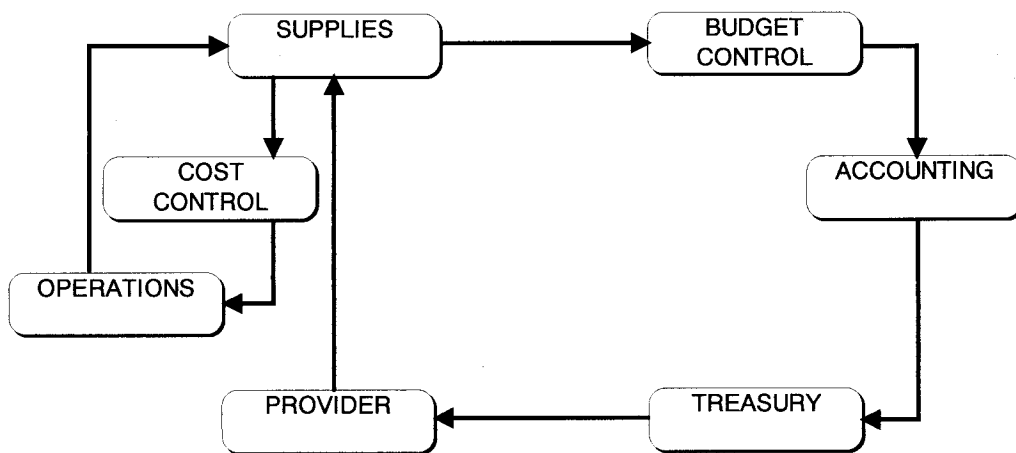 SUPPLIES
BUDGET
CONTROL
COST
CONTROL
ACCOUNTING
OPERATIONS
PROVIDER
TREASURY